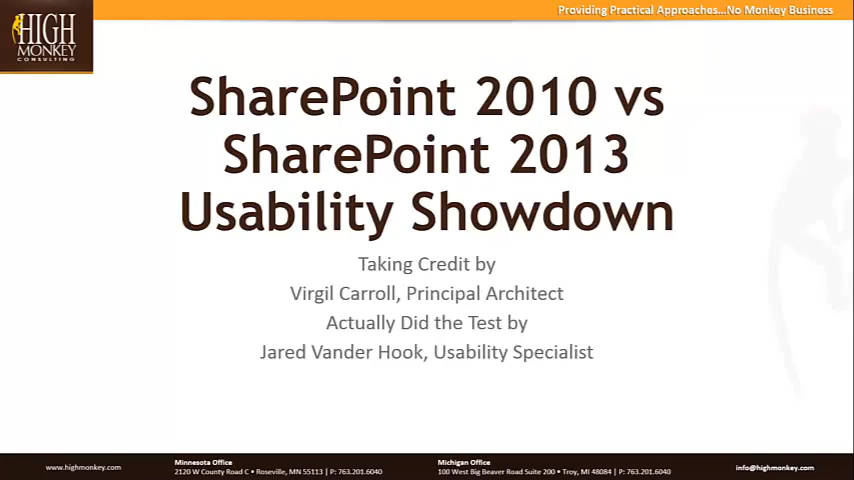 Providing Practical Approaches...No Monkey Business
HIGH
MONKEY
CONSULTING
SharePoint 2010 vs
SharePoint 2013
Usability Showdown
Taking Credit by
Virgil Carroll, Principal Architect
Actually Did the Test by
Jared Vander Hook, Usability Specialist
www.highmonkey.com
Minnesota Office
2120 W County Road C • Roseville, MN 55113 | P: 763.201.6040
Michigan Office
100 West Big Beaver Road Suite 200 • Troy, MI 48084 | P: 763.201.6040
info@highmonkey.com